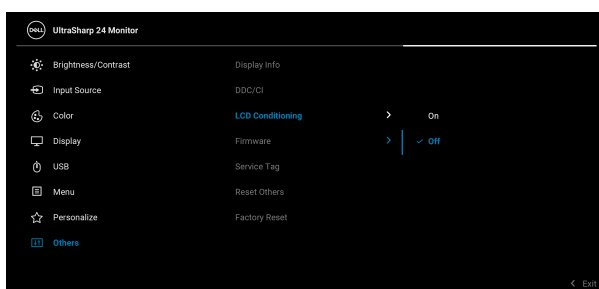 DELL UltraSharp 24 Monitor
Brightness/Contrast Display Info
Input Source DDC/CI
Color LCD Conditioning > On
Display Firmware > ✓ Off
USB Service Tag
Menu Reset Others
Personalize Factory Reset
Others
< Exit